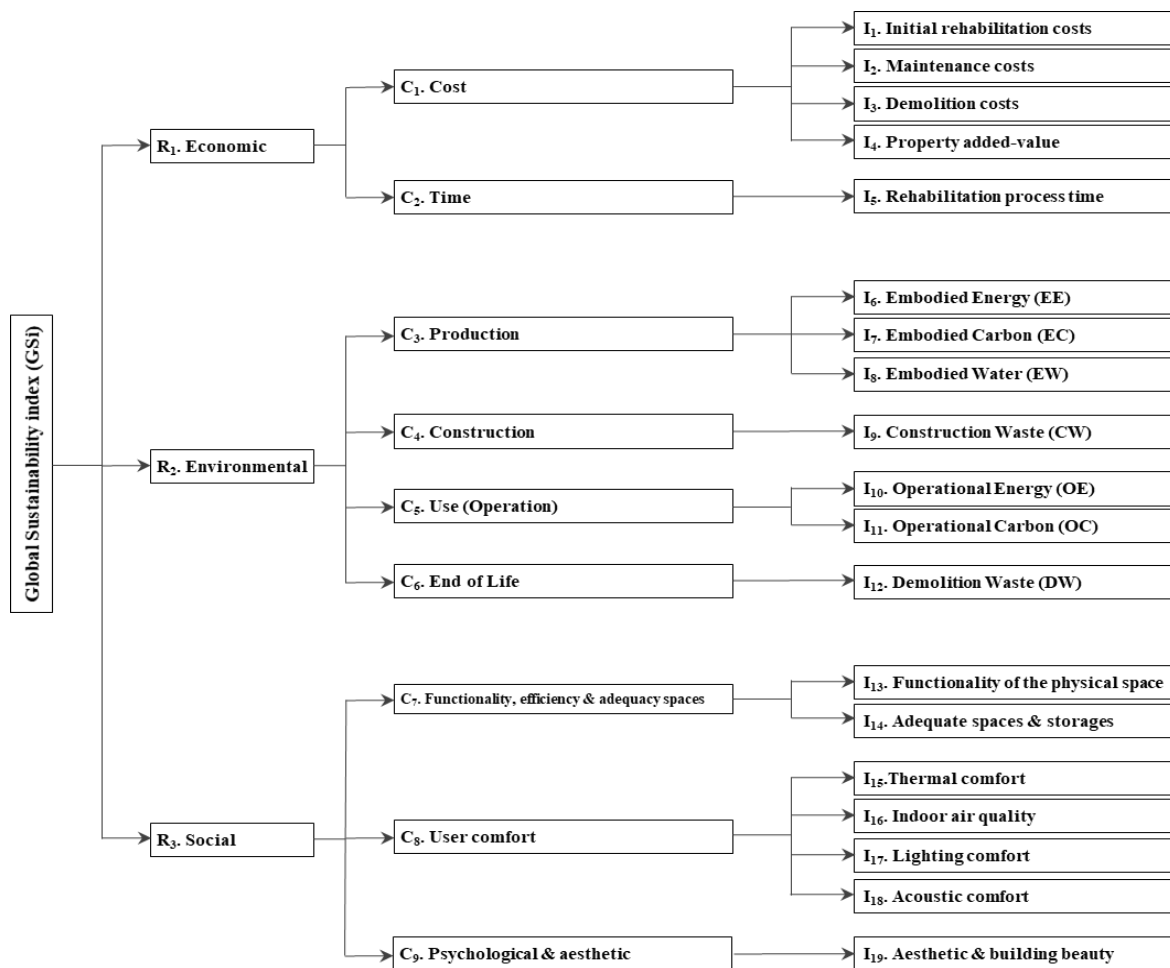 Global Sustainability index (GSi)
R₁. Economic
R₂. Environmental
R₃. Social
C₁. Cost
C₂. Time
C₃. Production
C₄. Construction
C₅. Use (Operation)
C₆. End of Life
C₇. Functionality, efficiency & adequacy spaces
C₈. User comfort
C₉. Psychological & aesthetic
I₁. Initial rehabilitation costs
I₂. Maintenance costs
I₃. Demolition costs
I₄. Property added-value
I₅. Rehabilitation process time
I₆. Embodied Energy (EE)
I₇. Embodied Carbon (EC)
I₈. Embodied Water (EW)
I₉. Construction Waste (CW)
I₁₀. Operational Energy (OE)
I₁₁. Operational Carbon (OC)
I₁₂. Demolition Waste (DW)
I₁₃. Functionality of the physical space
I₁₄. Adequate spaces & storages
I₁₅.Thermal comfort
I₁₆. Indoor air quality
I₁₇. Lighting comfort
I₁₈. Acoustic comfort
I₁₉. Aesthetic & building beauty